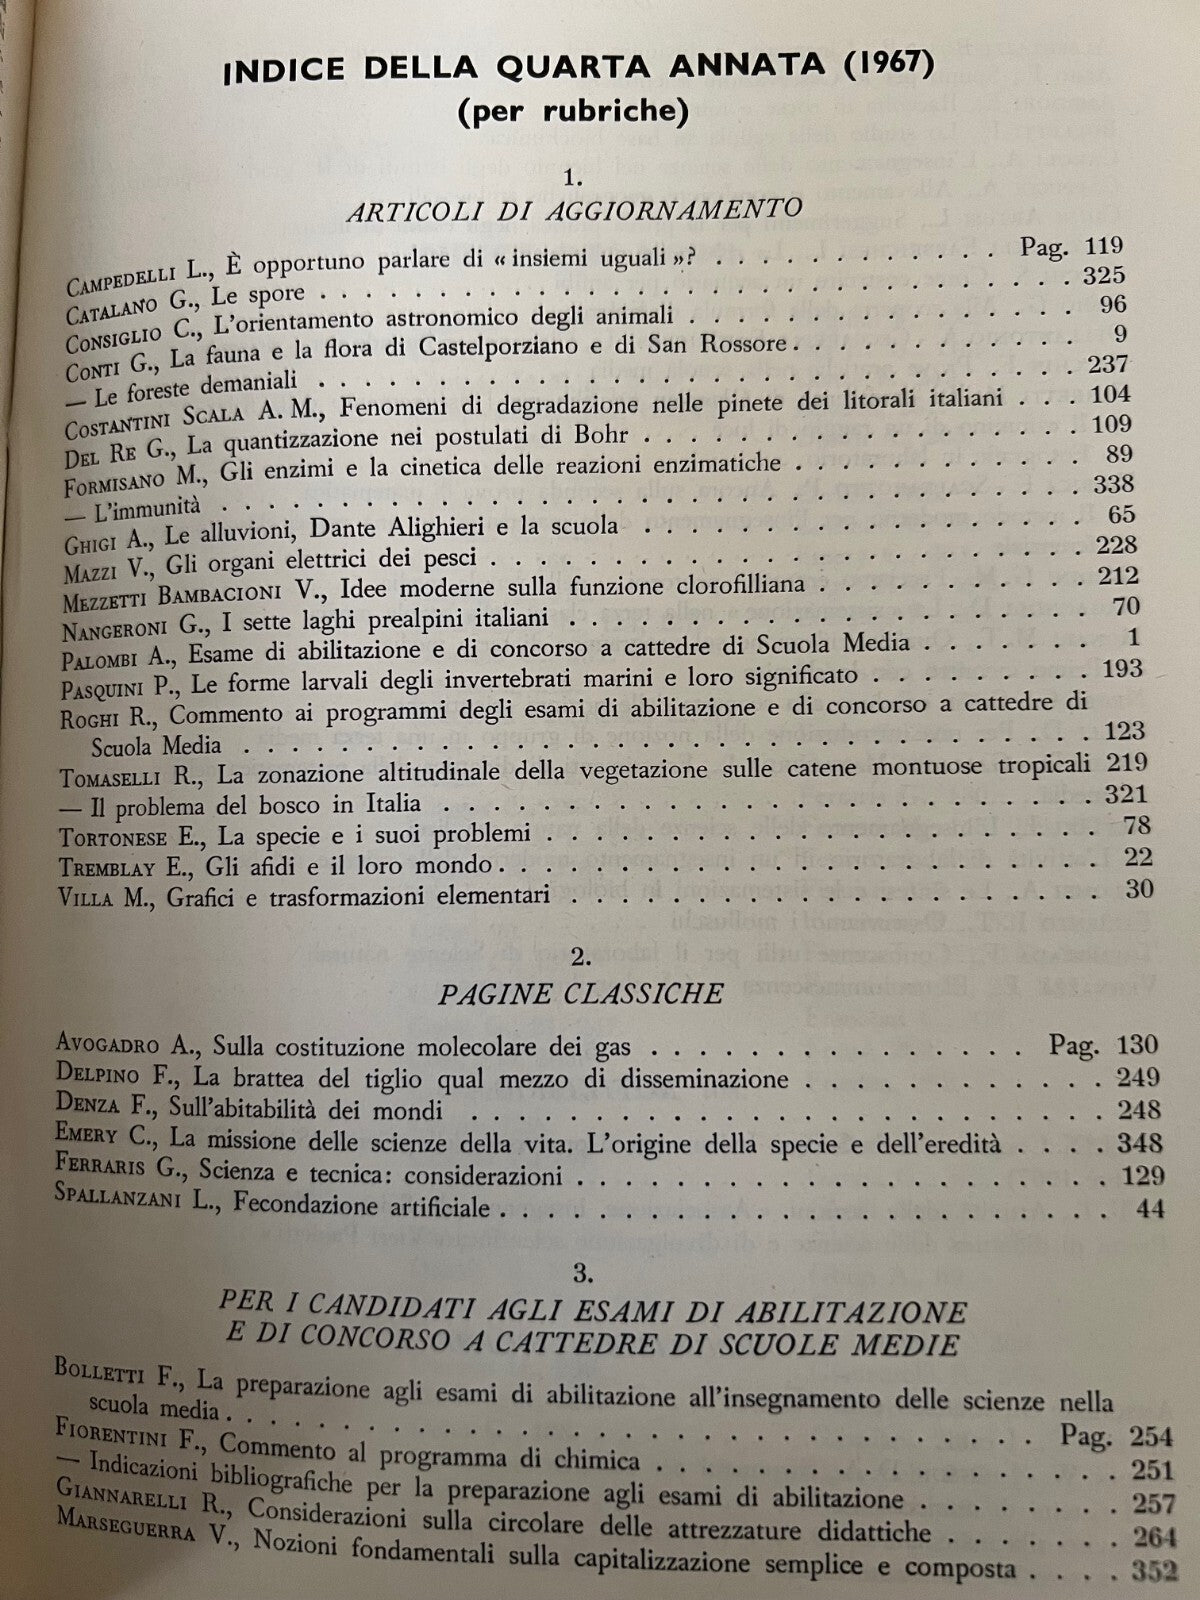 INDICE DELLA QUARTA ANNATA (1967)
(per rubriche)
1.
ARTICOLI DI AGGIORNAMENTO
CAMPEDELLI L., È opportuno parlare di « insiemi uguali »? . . . . . . . . . . . . Pag. 119
CATALANO G., Le spore . . . . . . . . . . . . . . . . . . . . . . . . . . . . . 325
CONSIGLIO C., L'orientamento astronomico degli animali . . . . . . . . . . . . . . . 96
CONTI G., La fauna e la flora di Castelporziano e di San Rossore . . . . . . . . . . . 9
— Le foreste demaniali . . . . . . . . . . . . . . . . . . . . . . . . . . . . 237
COSTANTINI SCALA A. M., Fenomeni di degradazione nelle pinete dei litorali italiani . . . 104
DEL RE G., La quantizzazione nei postulati di Bohr . . . . . . . . . . . . . . . . . 109
FORMISANO M., Gli enzimi e la cinetica delle reazioni enzimatiche . . . . . . . . . . . 89
— L'immunità . . . . . . . . . . . . . . . . . . . . . . . . . . . . . . . . 338
GHIGI A., Le alluvioni, Dante Alighieri e la scuola . . . . . . . . . . . . . . . . . 65
MAZZI V., Gli organi elettrici dei pesci . . . . . . . . . . . . . . . . . . . . . . 228
MEZZETTI BAMBACIONI V., Idee moderne sulla funzione clorofilliana . . . . . . . . . . 212
NANGERONI G., I sette laghi prealpini italiani . . . . . . . . . . . . . . . . . . . 70
PALOMBI A., Esame di abilitazione e di concorso a cattedre di Scuola Media . . . . . . . 1
PASQUINI P., Le forme larvali degli invertebrati marini e loro significato . . . . . . . . . 193
ROGHI R., Commento ai programmi degli esami di abilitazione e di concorso a cattedre di
Scuola Media . . . . . . . . . . . . . . . . . . . . . . . . . . . . . . . 123
TOMASELLI R., La zonazione altitudinale della vegetazione sulle catene montuose tropicali 219
— Il problema del bosco in Italia . . . . . . . . . . . . . . . . . . . . . . . . 321
TORTONESE E., La specie e i suoi problemi . . . . . . . . . . . . . . . . . . . . 78
TREMBLAY E., Gli afidi e il loro mondo . . . . . . . . . . . . . . . . . . . . . . 22
VILLA M., Grafici e trasformazioni elementari . . . . . . . . . . . . . . . . . . . 30
2.
PAGINE CLASSICHE
AVOGADRO A., Sulla costituzione molecolare dei gas . . . . . . . . . . . . . . Pag. 130
DELPINO F., La brattea del tiglio qual mezzo di disseminazione . . . . . . . . . . . . 249
DENZA F., Sull'abitabilità dei mondi . . . . . . . . . . . . . . . . . . . . . . . 248
EMERY C., La missione delle scienze della vita. L'origine della specie e dell'eredità . . . . 348
FERRARIS G., Scienza e tecnica: considerazioni . . . . . . . . . . . . . . . . . . . 129
SPALLANZANI L., Fecondazione artificiale . . . . . . . . . . . . . . . . . . . . . 44
3.
PER I CANDIDATI AGLI ESAMI DI ABILITAZIONE
E DI CONCORSO A CATTEDRE DI SCUOLE MEDIE
BOLLETTI F., La preparazione agli esami di abilitazione all'insegnamento delle scienze nella
scuola media . . . . . . . . . . . . . . . . . . . . . . . . . . . . Pag. 254
FIORENTINI F., Commento al programma di chimica . . . . . . . . . . . . . . . . . 251
— Indicazioni bibliografiche per la preparazione agli esami di abilitazione . . . . . . . . 257
GIANNARELLI R., Considerazioni sulla circolare delle attrezzature didattiche . . . . . . . 264
MARSEGUERRA V., Nozioni fondamentali sulla capitalizzazione semplice e composta . . . . 352